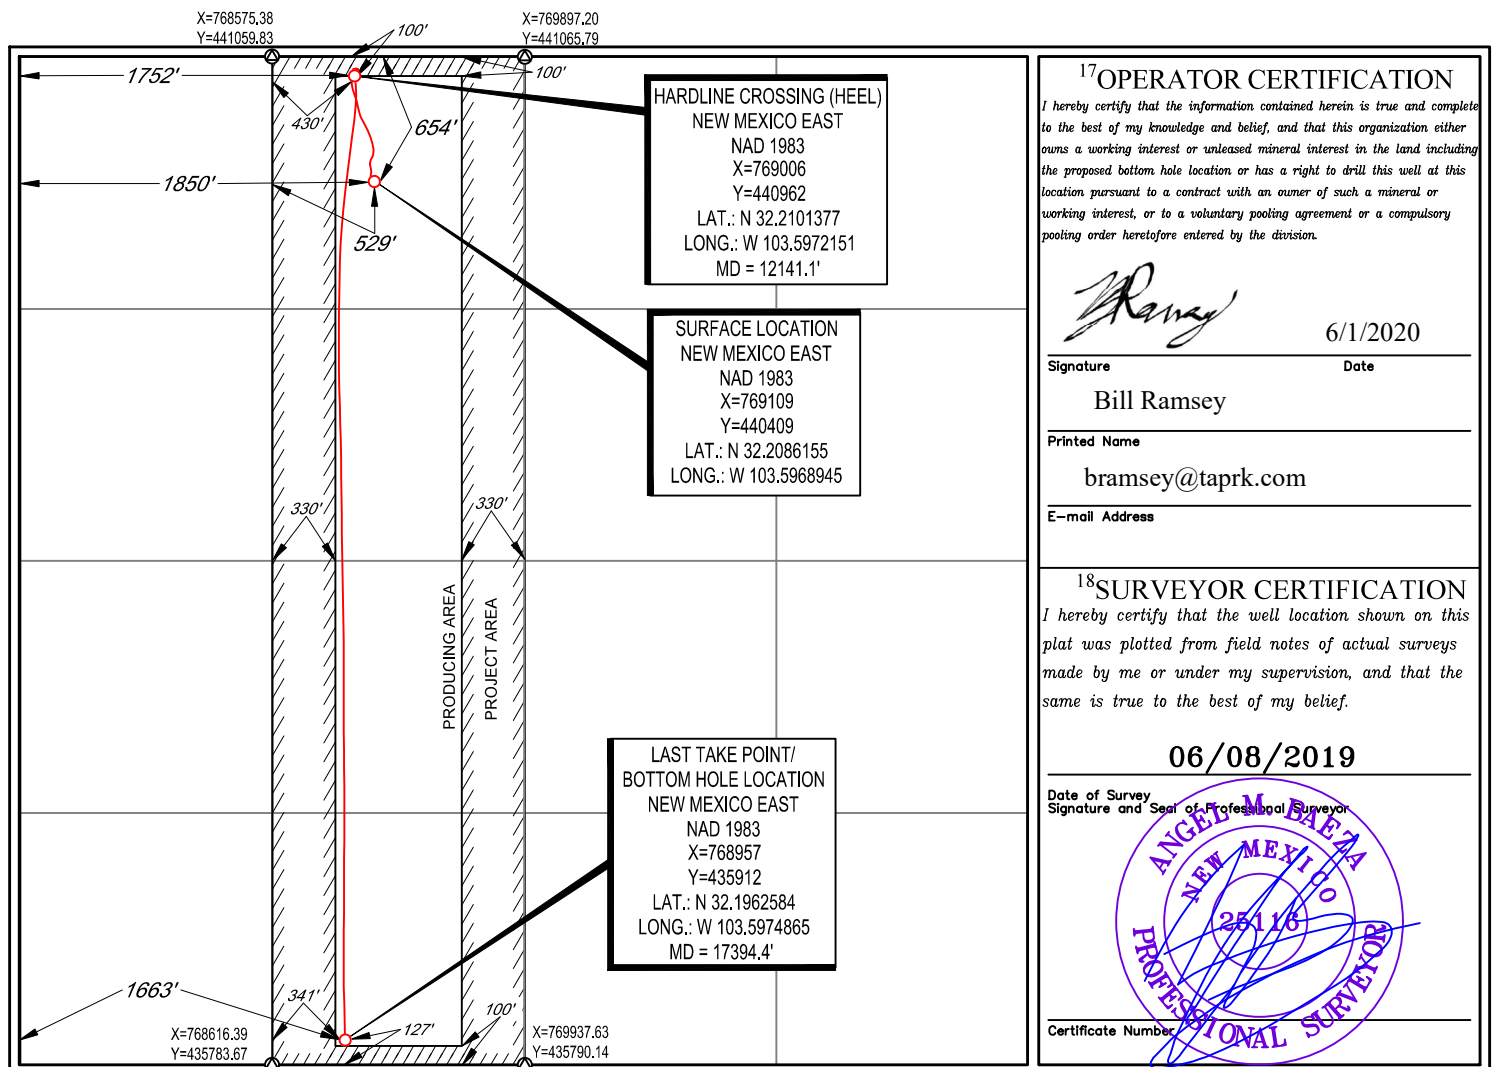 X=768575.38
Y=441059.83
X=769897.20
Y=441065.79
100'
1752'
100'
430'
654'
1850'
529'
HARDLINE CROSSING (HEEL)
NEW MEXICO EAST
NAD 1983
X=769006
Y=440962
LAT.: N 32.2101377
LONG.: W 103.5972151
MD = 12141.1'
SURFACE LOCATION
NEW MEXICO EAST
NAD 1983
X=769109
Y=440409
LAT.: N 32.2086155
LONG.: W 103.5968945
330'
330'
PRODUCING AREA
PROJECT AREA
LAST TAKE POINT/
BOTTOM HOLE LOCATION
NEW MEXICO EAST
NAD 1983
X=768957
Y=435912
LAT.: N 32.1962584
LONG.: W 103.5974865
MD = 17394.4'
1663'
341'
127'
100'
X=768616.39
Y=435783.67
X=769937.63
Y=435790.14
17OPERATOR CERTIFICATION
I hereby certify that the information contained herein is true and complete
to the best of my knowledge and belief, and that this organization either
owns a working interest or unleased mineral interest in the land including
the proposed bottom hole location or has a right to drill this well at this
location pursuant to a contract with an owner of such a mineral or
working interest, or to a voluntary pooling agreement or a compulsory
pooling order heretofore entered by the division.
6/1/2020
Signature Date
Bill Ramsey
Printed Name
bramsey@taprk.com
E-mail Address
18SURVEYOR CERTIFICATION
I hereby certify that the well location shown on this
plat was plotted from field notes of actual surveys
made by me or under my supervision, and that the
same is true to the best of my belief.
06/08/2019
Date of Survey
Signature and Seal of Professional Surveyor
ANGEL M. BAEZA
NEW MEXICO
25116
PROFESSIONAL SURVEYOR
Certificate Number